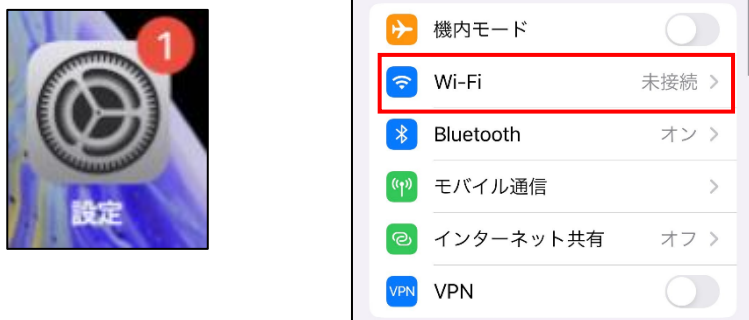 1
設定
機内モード
Wi-Fi 未接続
Bluetooth オン
モバイル通信
インターネット共有 オフ
VPN VPN